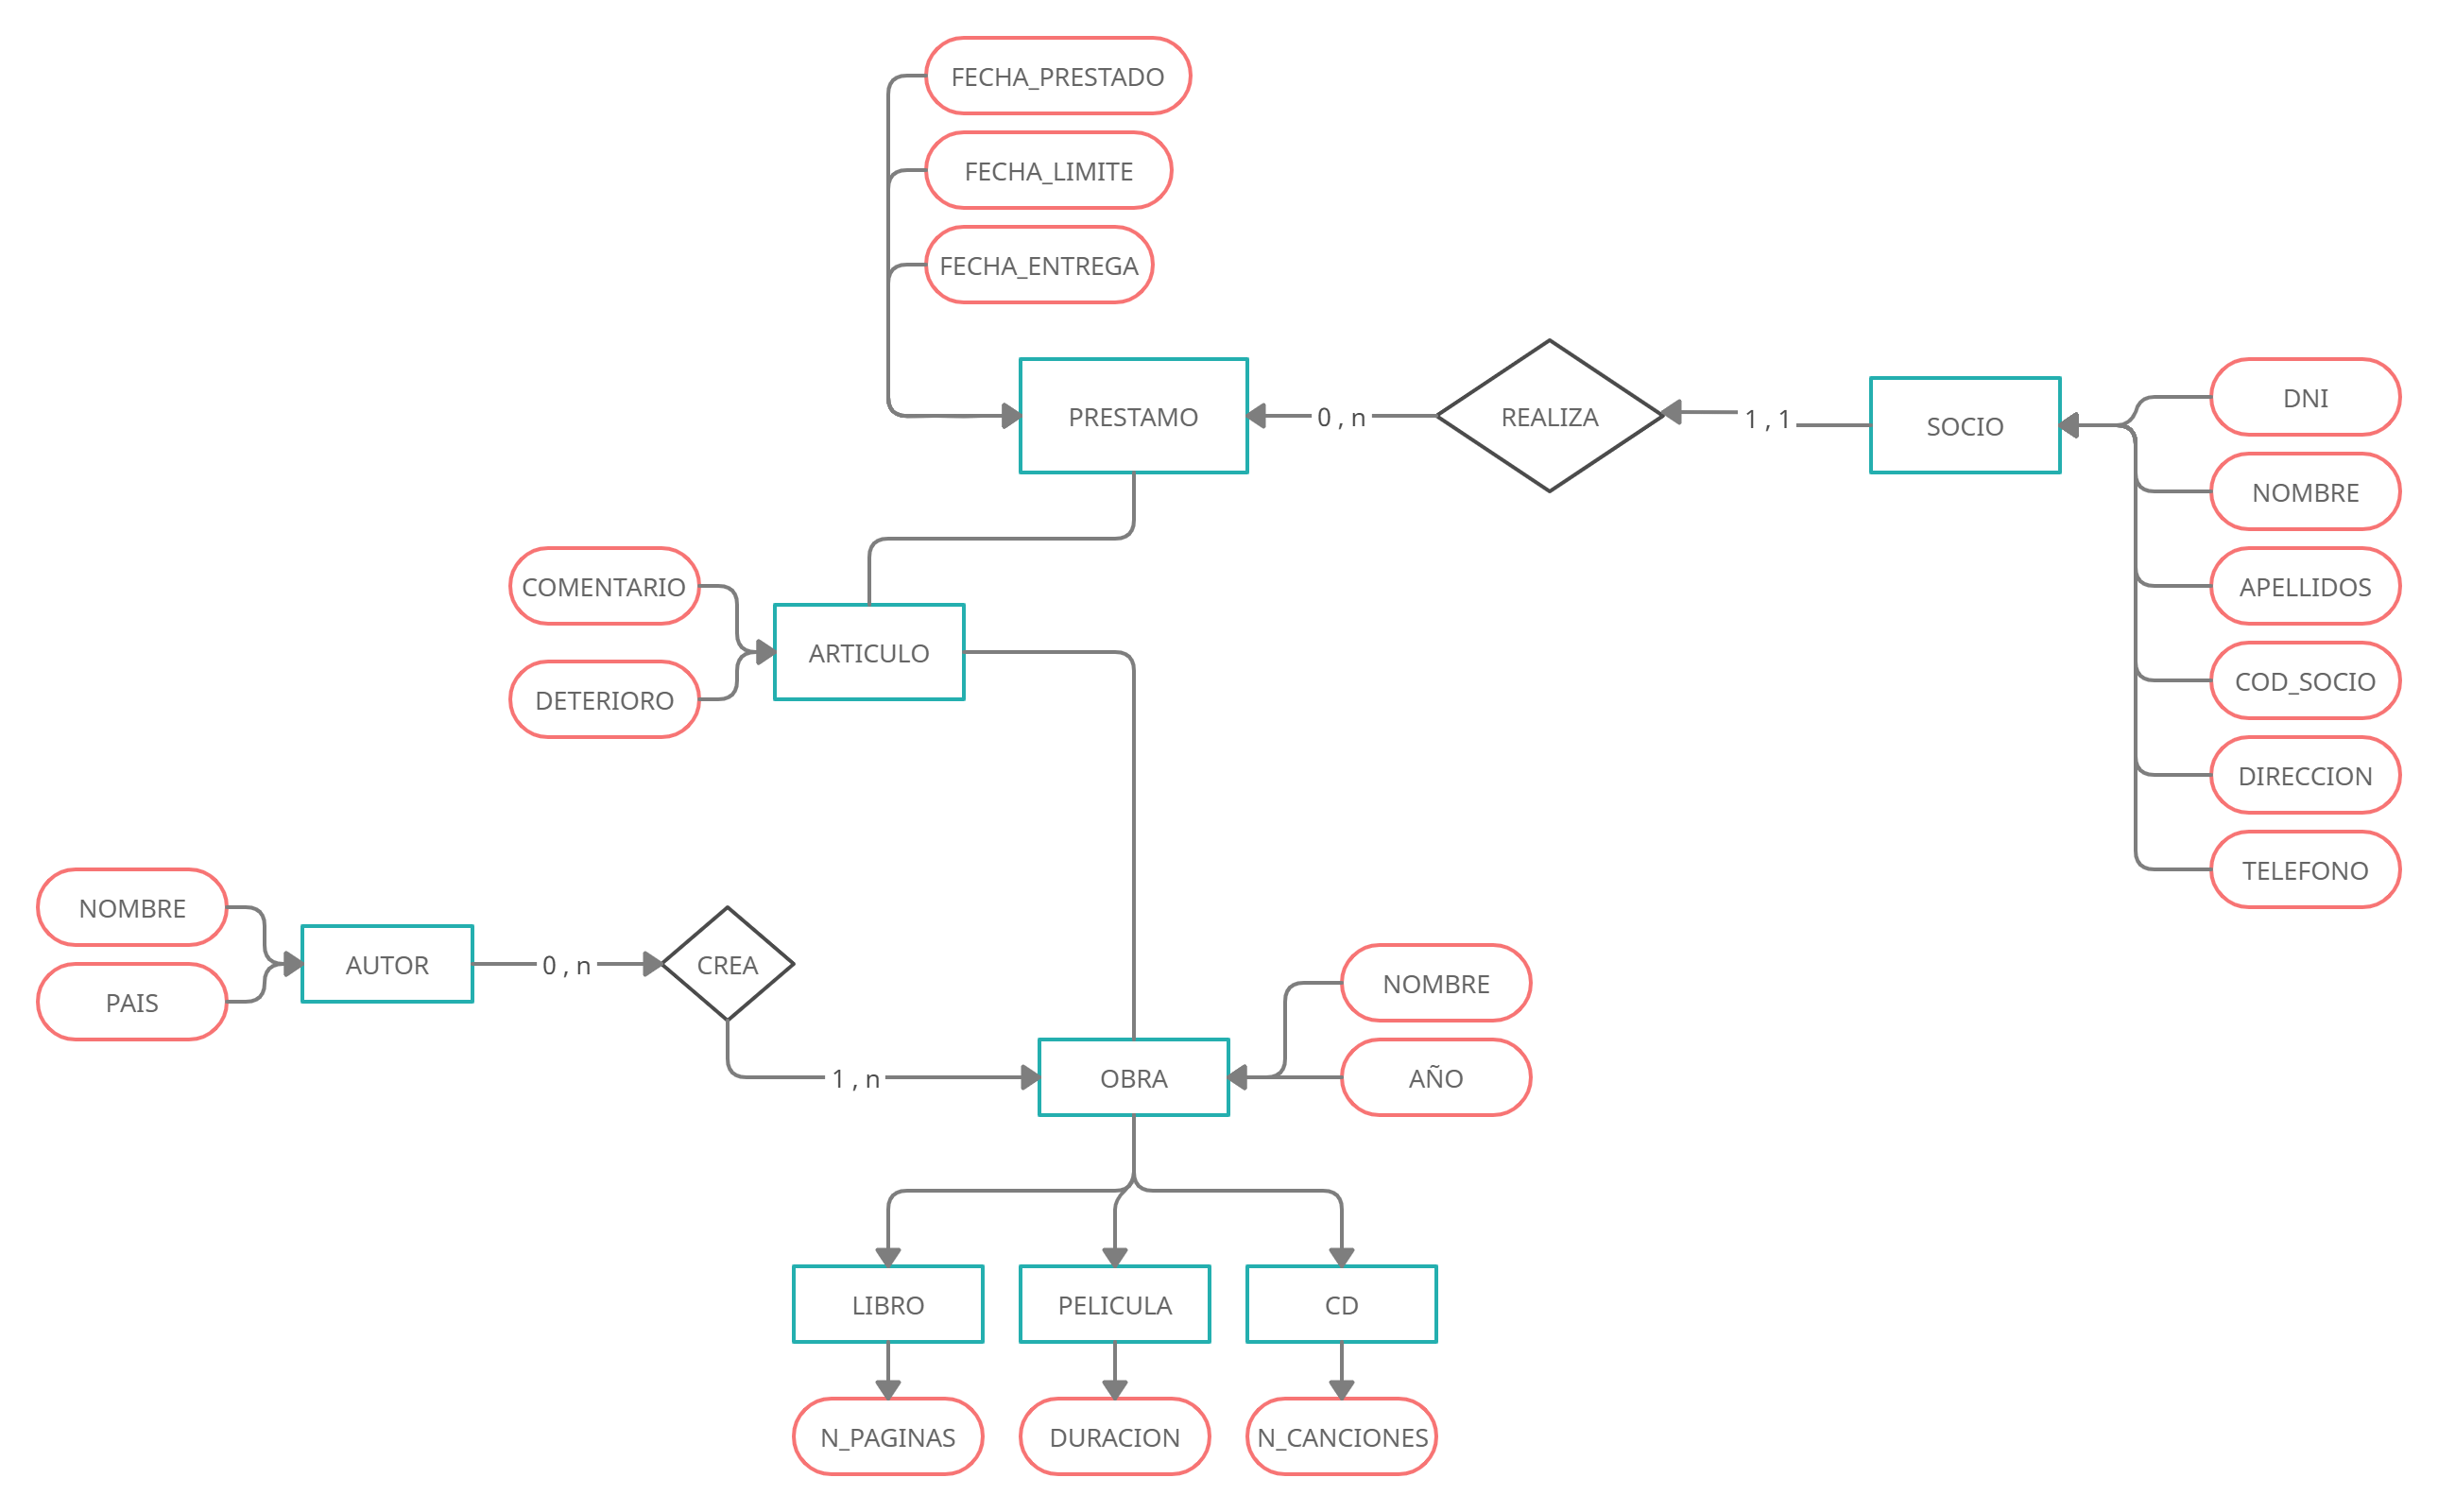 FECHA_PRESTADO
FECHA_LIMITE
FECHA_ENTREGA
PRESTAMO
0 , n
REALIZA
1 , 1
SOCIO
DNI
NOMBRE
APELLIDOS
COD_SOCIO
DIRECCION
TELEFONO
COMENTARIO
DETERIORO
ARTICULO
NOMBRE
PAIS
AUTOR
0 , n
CREA
1 , n
OBRA
NOMBRE
AÑO
LIBRO
PELICULA
CD
N_PAGINAS
DURACION
N_CANCIONES